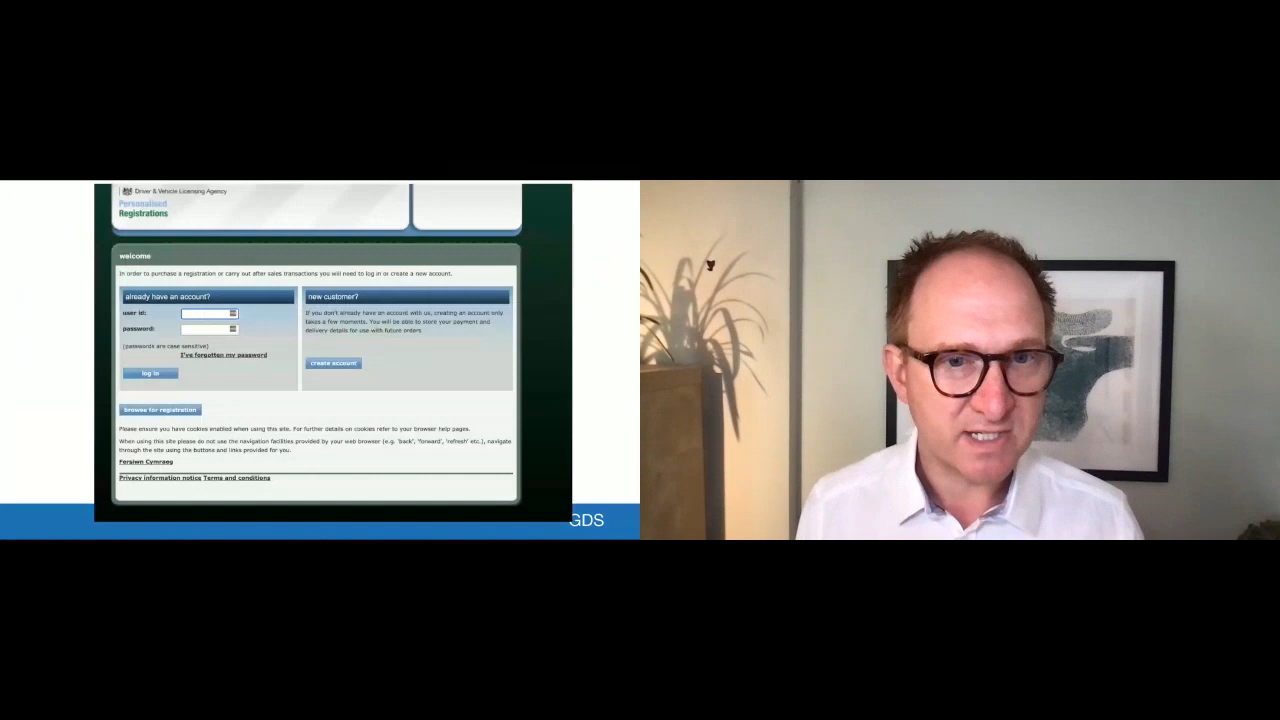 Driver & Vehicle Licensing Agency
Personalised
Registrations
welcome
In order to purchase a registration or carry out after sales transactions you will need to log in or create a new account.
already have an account?
user id:
password:
(passwords are case sensitive)
I've forgotten my password
log in
new customer?
If you don't already have an account with us, creating an account only
takes a few moments. You will be able to store your payment and
delivery details for use with future orders
create account
browse for registration
Please ensure you have cookies enabled when using this site. For further details on cookies refer to your browser help pages.
When using this site please do not use the navigation facilities provided by your web browser (e.g. 'back', 'forward', 'refresh' etc.), navigate
through the site using the buttons and links provided for you.
Fersiwn Cymraeg
Privacy information notice Terms and conditions
GDS